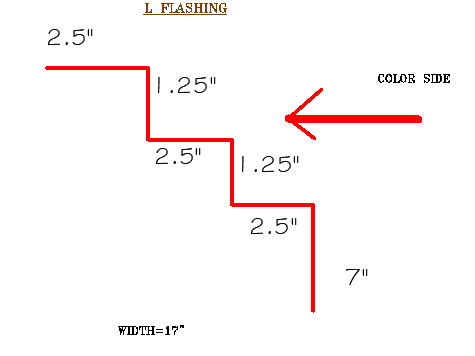 L FLASHING
2.5"
1.25"
COLOR SIDE
2.5"
1.25"
2.5"
7"
WIDTH=17"